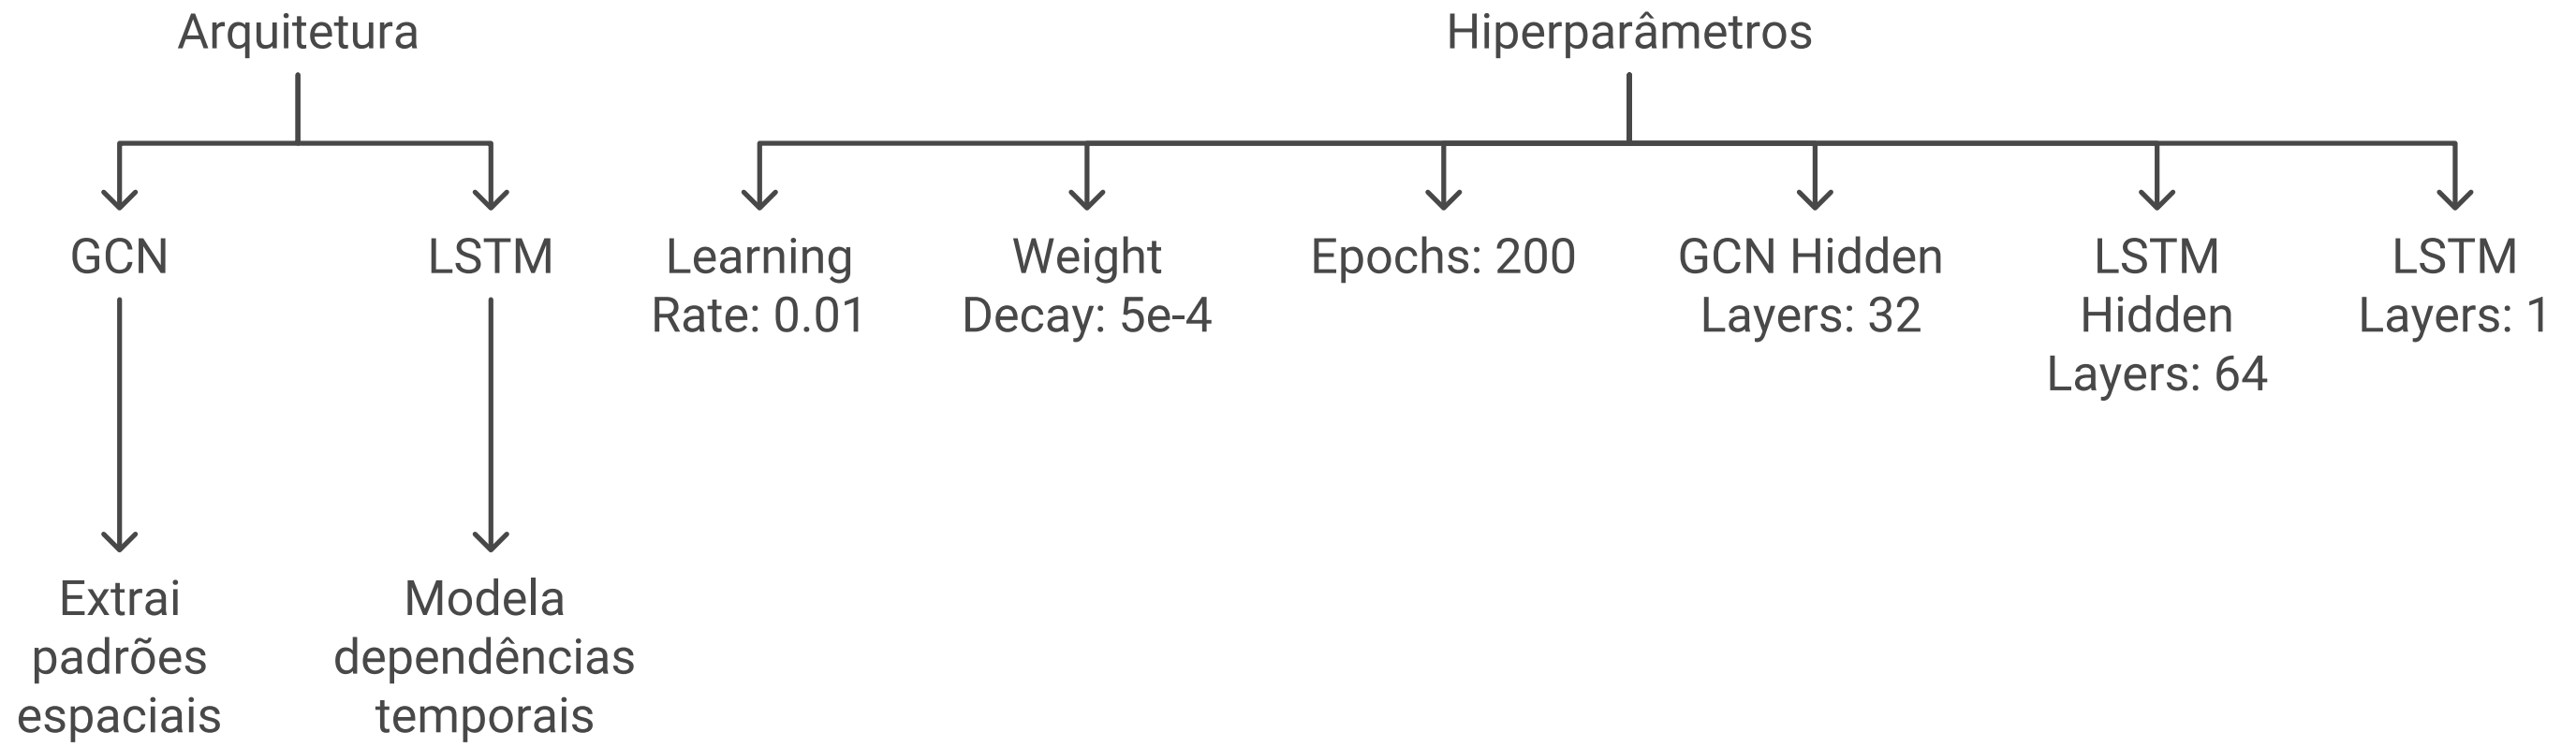 Arquitetura
Hiperparâmetros
GCN
LSTM
Learning
Rate: 0.01
Weight
Decay: 5e-4
Epochs: 200
GCN Hidden
Layers: 32
LSTM
Hidden
Layers: 64
LSTM
Layers: 1
Extrai
padrões
espaciais
Modela
dependências
temporais